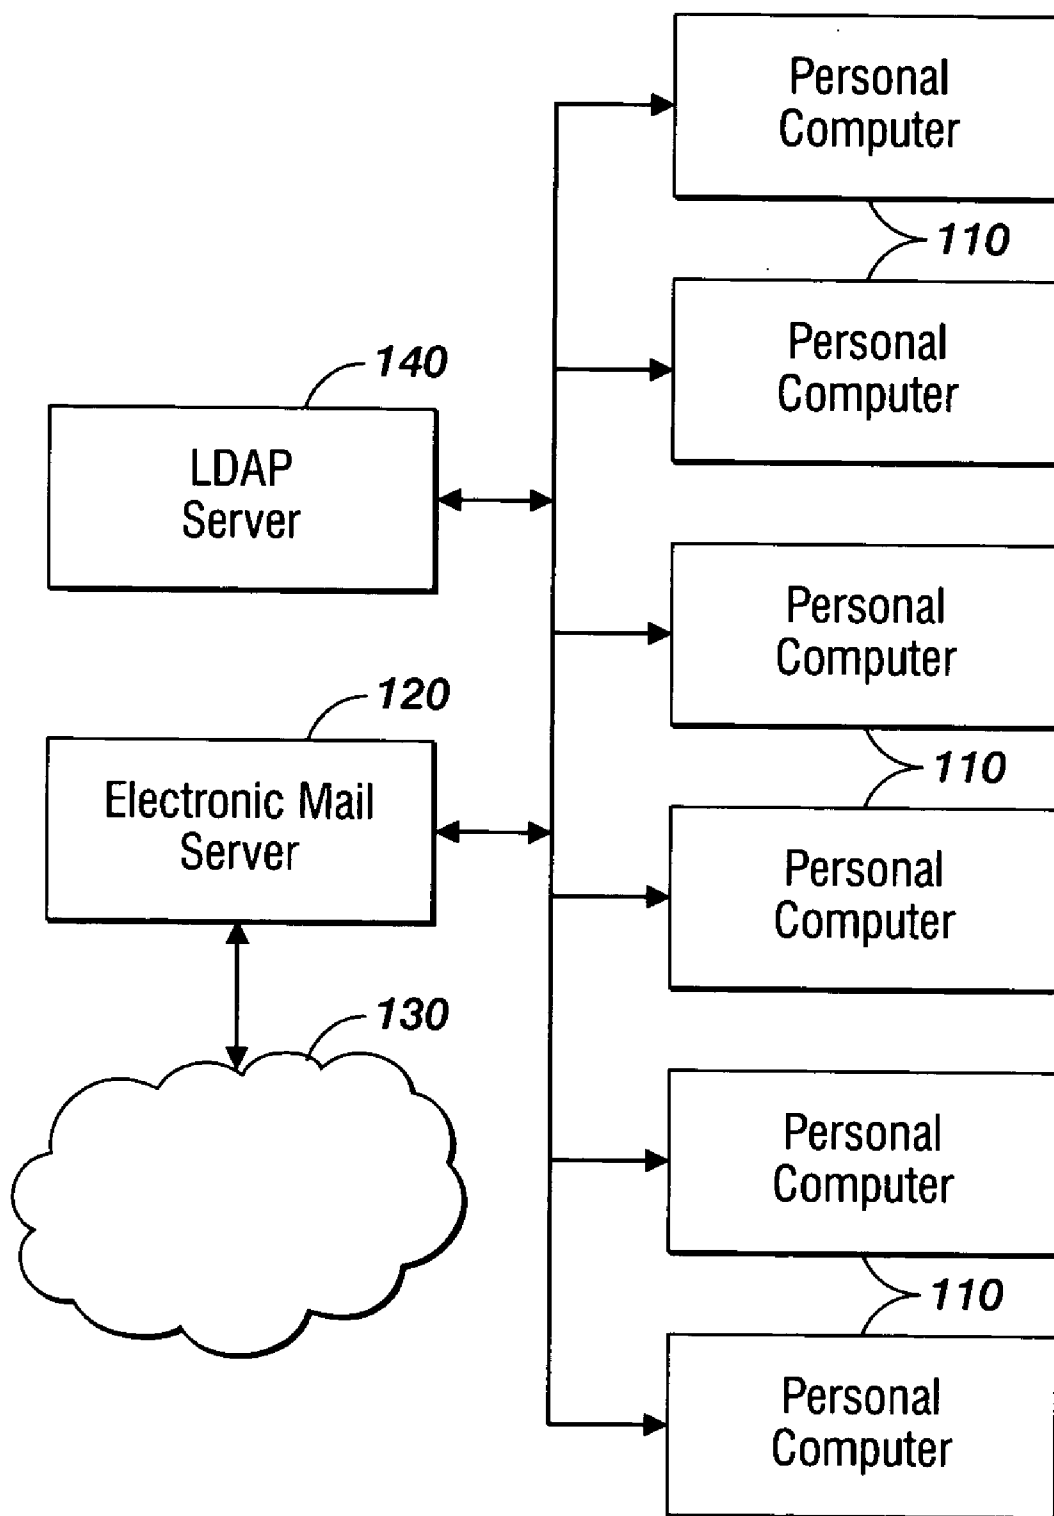 Personal
Computer
110
Personal
Computer
140
LDAP
Server
Personal
Computer
120
110
Electronic Mail
Server
Personal
Computer
130
Personal
Computer
110
Personal
Computer